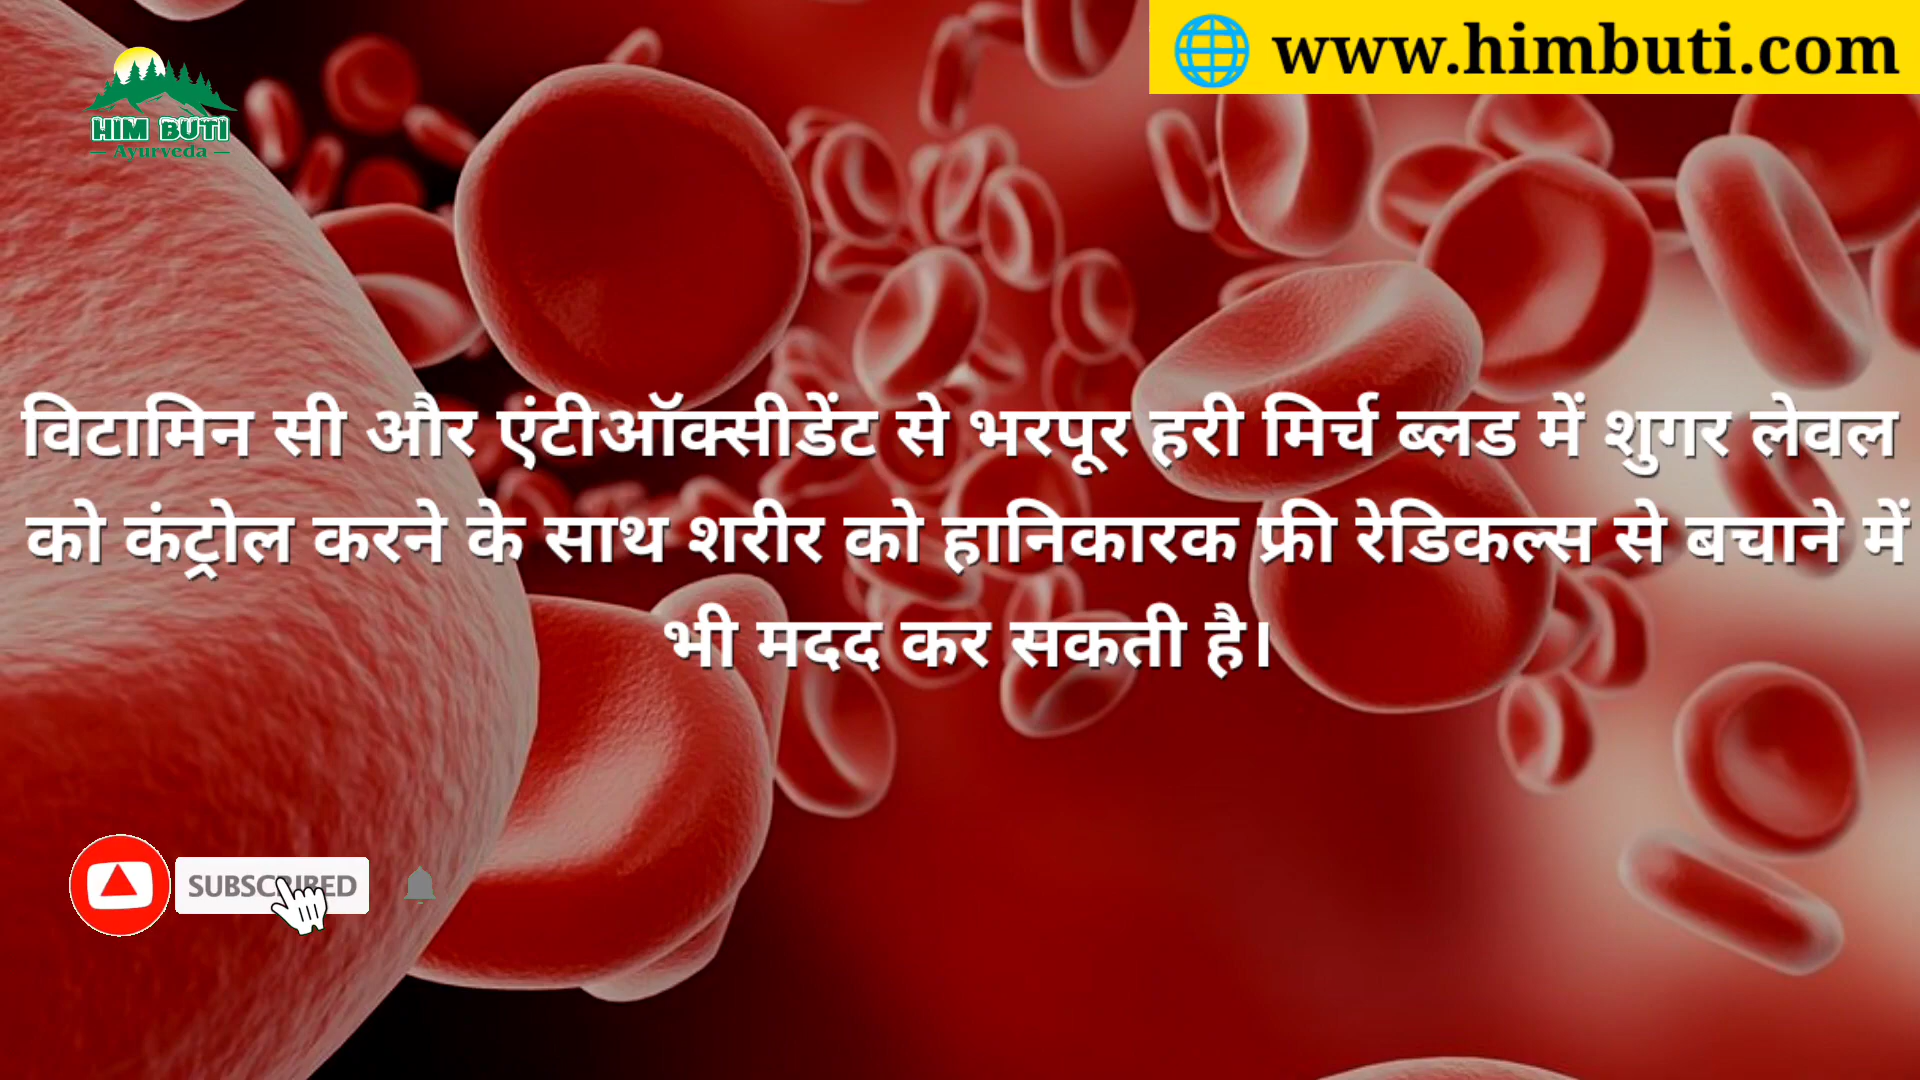 www.himbuti.com
HIM BUTI
Ayurveda
विटामिन सी और एंटीऑक्सीडेंट से भरपूर हरी मिर्च ब्लड में शुगर लेवल
को कंट्रोल करने के साथ शरीर को हानिकारक फ्री रेडिकल्स से बचाने में
भी मदद कर सकती है।
SUBSCRIBED